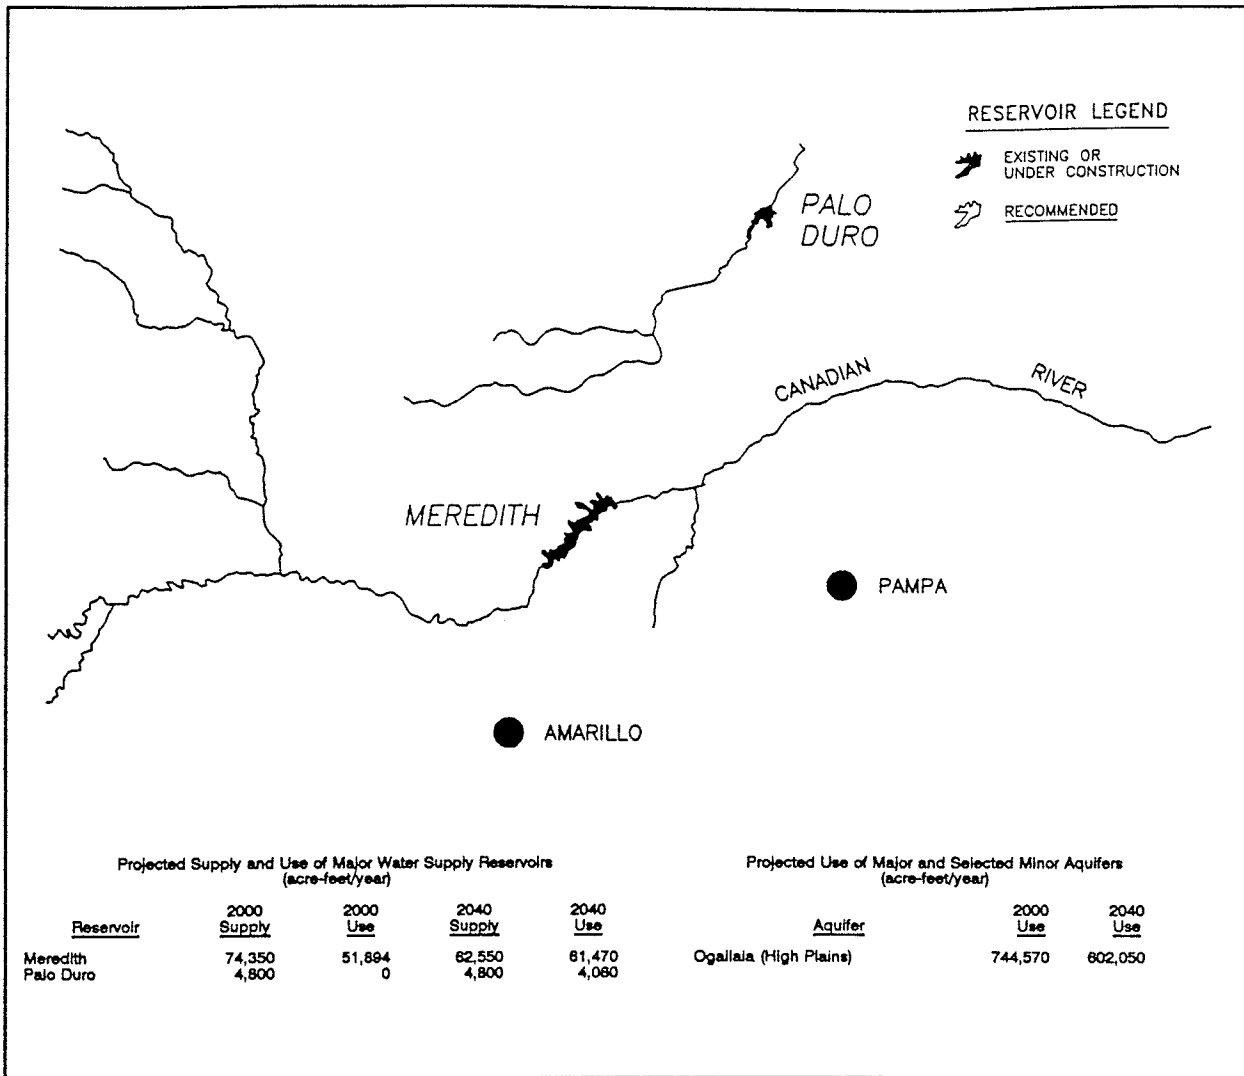 RESERVOIR LEGEND
EXISTING OR
UNDER CONSTRUCTION
RECOMMENDED
PALO
DURO
CANADIAN RIVER
MEREDITH
PAMPA
AMARILLO
Projected Supply and Use of Major Water Supply Reservoirs
(acre-feet/year)
Reservoir 2000 Supply 2000 Use 2040 Supply 2040 Use
Meredith 74,350 51,894 62,550 61,470
Palo Duro 4,800 0 4,800 4,060
Projected Use of Major and Selected Minor Aquifers
(acre-feet/year)
Aquifer 2000 Use 2040 Use
Ogallala (High Plains) 744,570 602,050